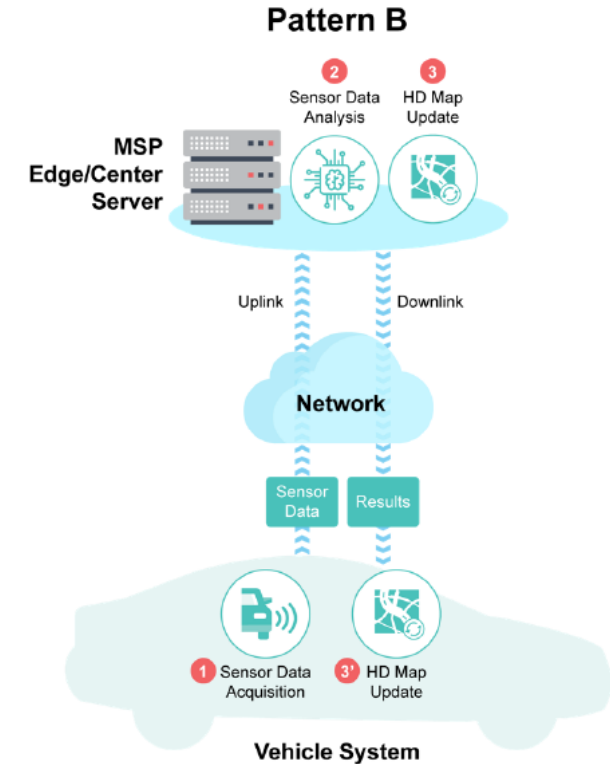 Pattern B
2
3
Sensor Data
Analysis
HD Map
Update
MSP
Edge/Center
Server
Uplink
Downlink
Network
Sensor
Data
Results
1
Sensor Data
Acquisition
3'
HD Map
Update
Vehicle System